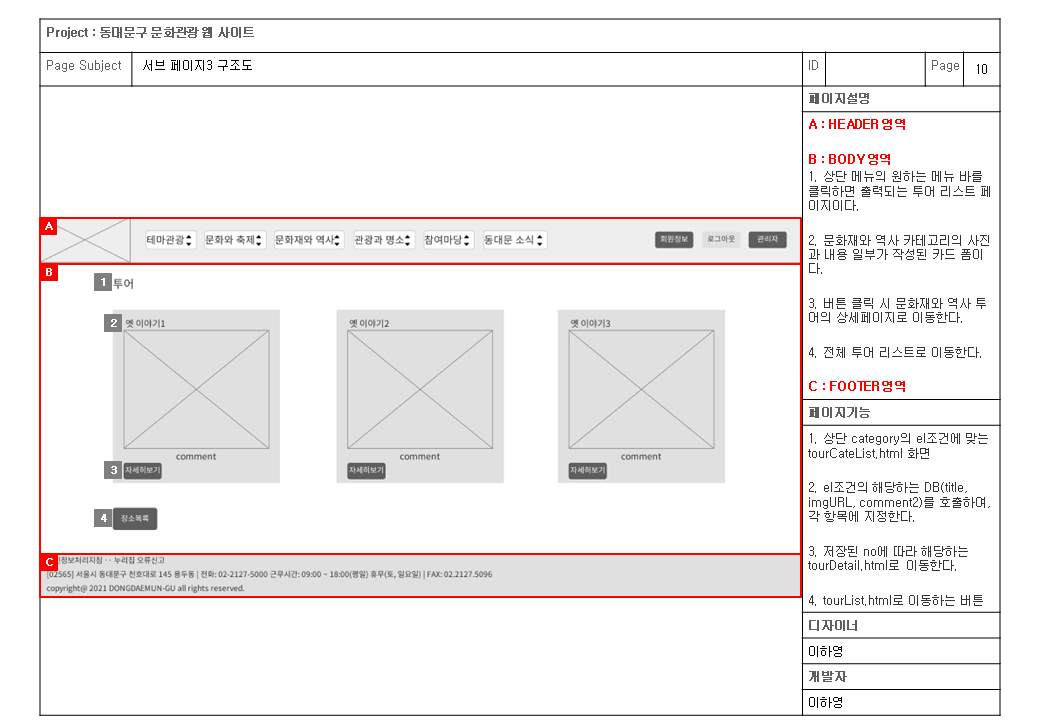 Project : 동대문구 문화관광 웹 사이트
Page Subject 서브 페이지3 구조도 ID Page 10
A
테마관광 문화와 축제 문화재와 역사 관광과 명소 참여마당 동대문 소식 회원정보 로그아웃 관리자
B
1 투어
2 옛 이야기1 옛 이야기2 옛 이야기3
comment comment comment
3 자세히보기 자세히보기 자세히보기
4 장소목록
C
정보처리지침 ·· 누리집 오류신고
[02565] 서울시 동대문구 천호대로 145 용두동 | 전화: 02-2127-5000 근무시간: 09:00 ~ 18:00(평일) 휴무(토, 일요일) | FAX: 02.2127.5096
copyright@ 2021 DONGDAEMUN-GU all rights reserved.
페이지설명
A : HEADER 영역
B : BODY 영역
1. 상단 메뉴의 원하는 메뉴 바를
클릭하면 출력되는 투어 리스트 페
이지이다.
2. 문화재와 역사 카테고리의 사진
과 내용 일부가 작성된 카드 폼이
다.
3. 버튼 클릭 시 문화재와 역사 투
어의 상세페이지로 이동한다.
4. 전체 투어 리스트로 이동한다.
C : FOOTER 영역
페이지기능
1. 상단 category의 el조건에 맞는
tourCateList.html 화면
2. el조건의 해당하는 DB(title,
imgURL, comment2)를 호출하며,
각 항목에 지정한다.
3. 저장된 no에 따라 해당하는
tourDetail.html로 이동한다.
4. tourList.html로 이동하는 버튼
디자이너
이하영
개발자
이하영